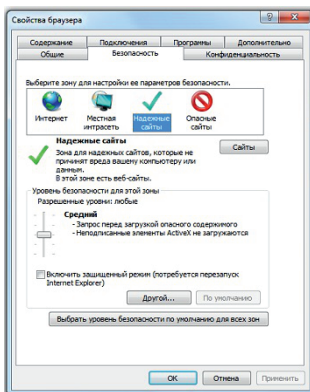 Свойства браузера
Содержание Подключения Программы Дополнительно
Общие Безопасность Конфиденциальность
Выберите зону для настройки ее параметров безопасности.
Интернет Местная интрасеть Надежные сайты Опасные сайты
Надежные сайты
Сайты
Зона для надежных сайтов, которые не
причинят вреда вашему компьютеру или
данным.
В этой зоне есть веб-сайты.
Уровень безопасности для этой зоны
Разрешенные уровни: любые
Средний
- Запрос перед загрузкой опасного содержимого
- Неподписанные элементы ActiveX не загружаются
Включить защищенный режим (потребуется перезапуск
Internet Explorer)
Другой... По умолчанию
Выбрать уровень безопасности по умолчанию для всех зон
ОК Отмена Применить